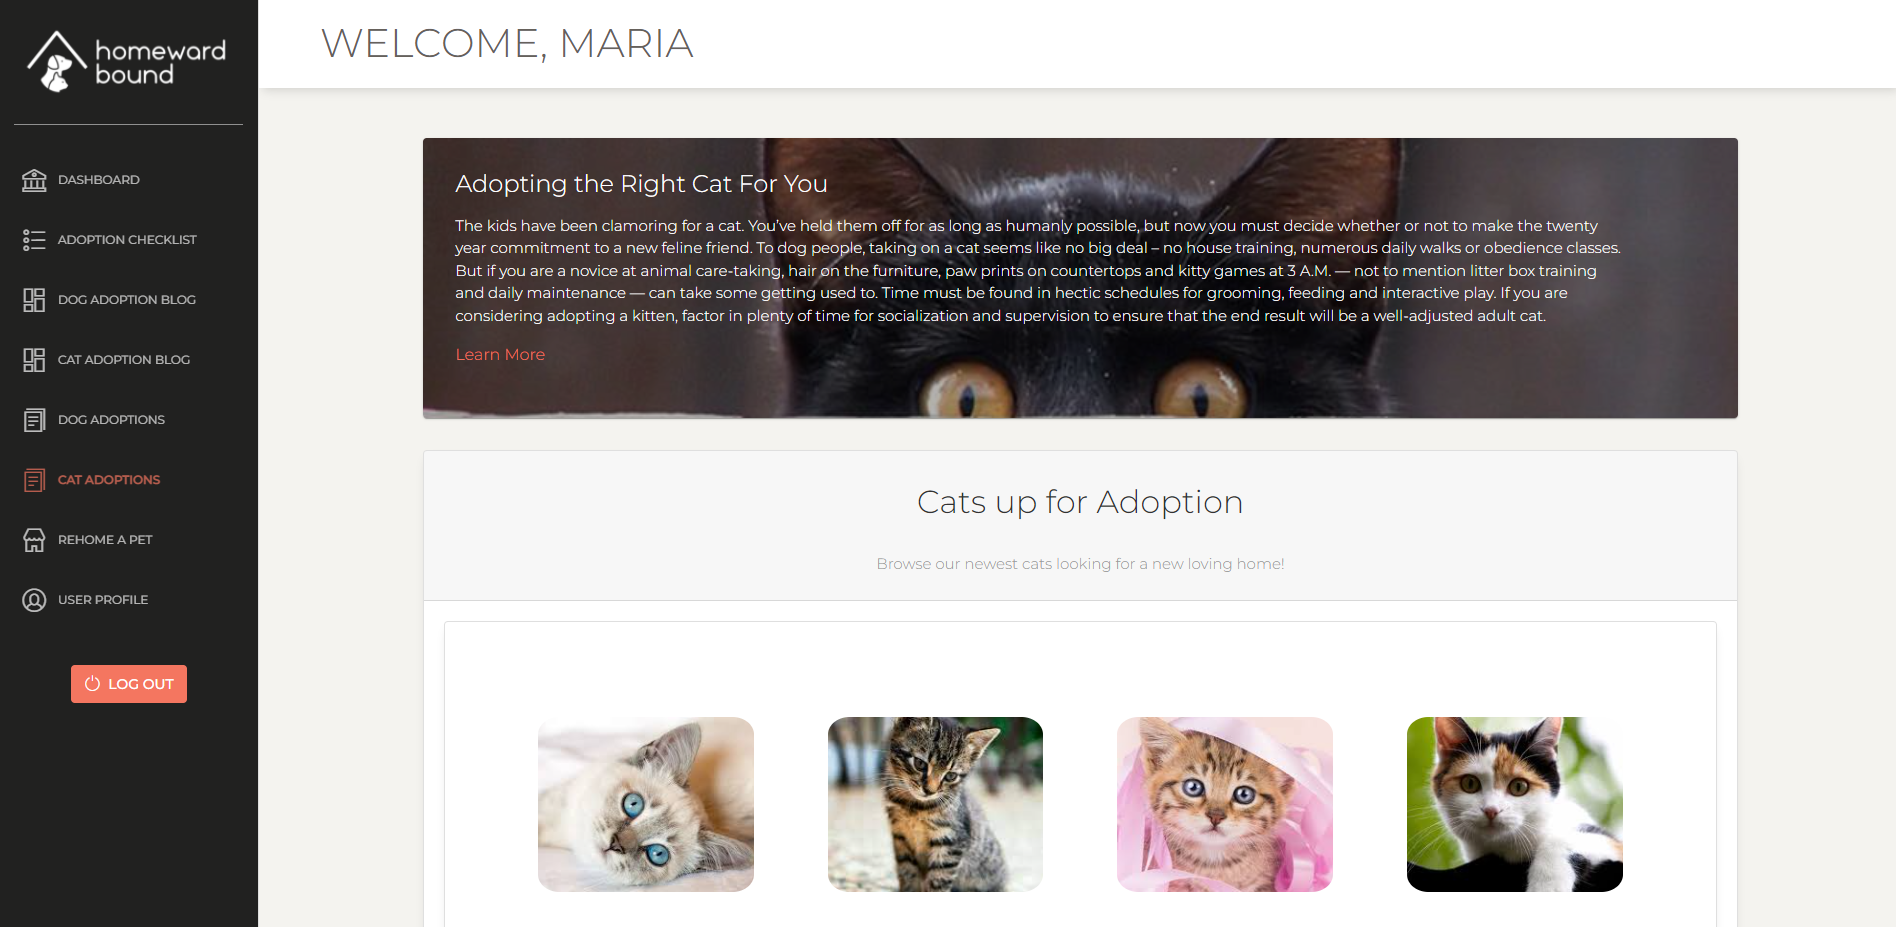 homeward
bound
DASHBOARD
ADOPTION CHECKLIST
DOG ADOPTION BLOG
CAT ADOPTION BLOG
DOG ADOPTIONS
CAT ADOPTIONS
REHOME A PET
USER PROFILE
LOG OUT
WELCOME, MARIA
Adopting the Right Cat For You
The kids have been clamoring for a cat. You’ve held them off for as long as humanly possible, but now you must decide whether or not to make the twenty
year commitment to a new feline friend. To dog people, taking on a cat seems like no big deal – no house training, numerous daily walks or obedience classes.
But if you are a novice at animal care-taking, hair on the furniture, paw prints on countertops and kitty games at 3 A.M. — not to mention litter box training
and daily maintenance — can take some getting used to. Time must be found in hectic schedules for grooming, feeding and interactive play. If you are
considering adopting a kitten, factor in plenty of time for socialization and supervision to ensure that the end result will be a well-adjusted adult cat.
Learn More
Cats up for Adoption
Browse our newest cats looking for a new loving home!